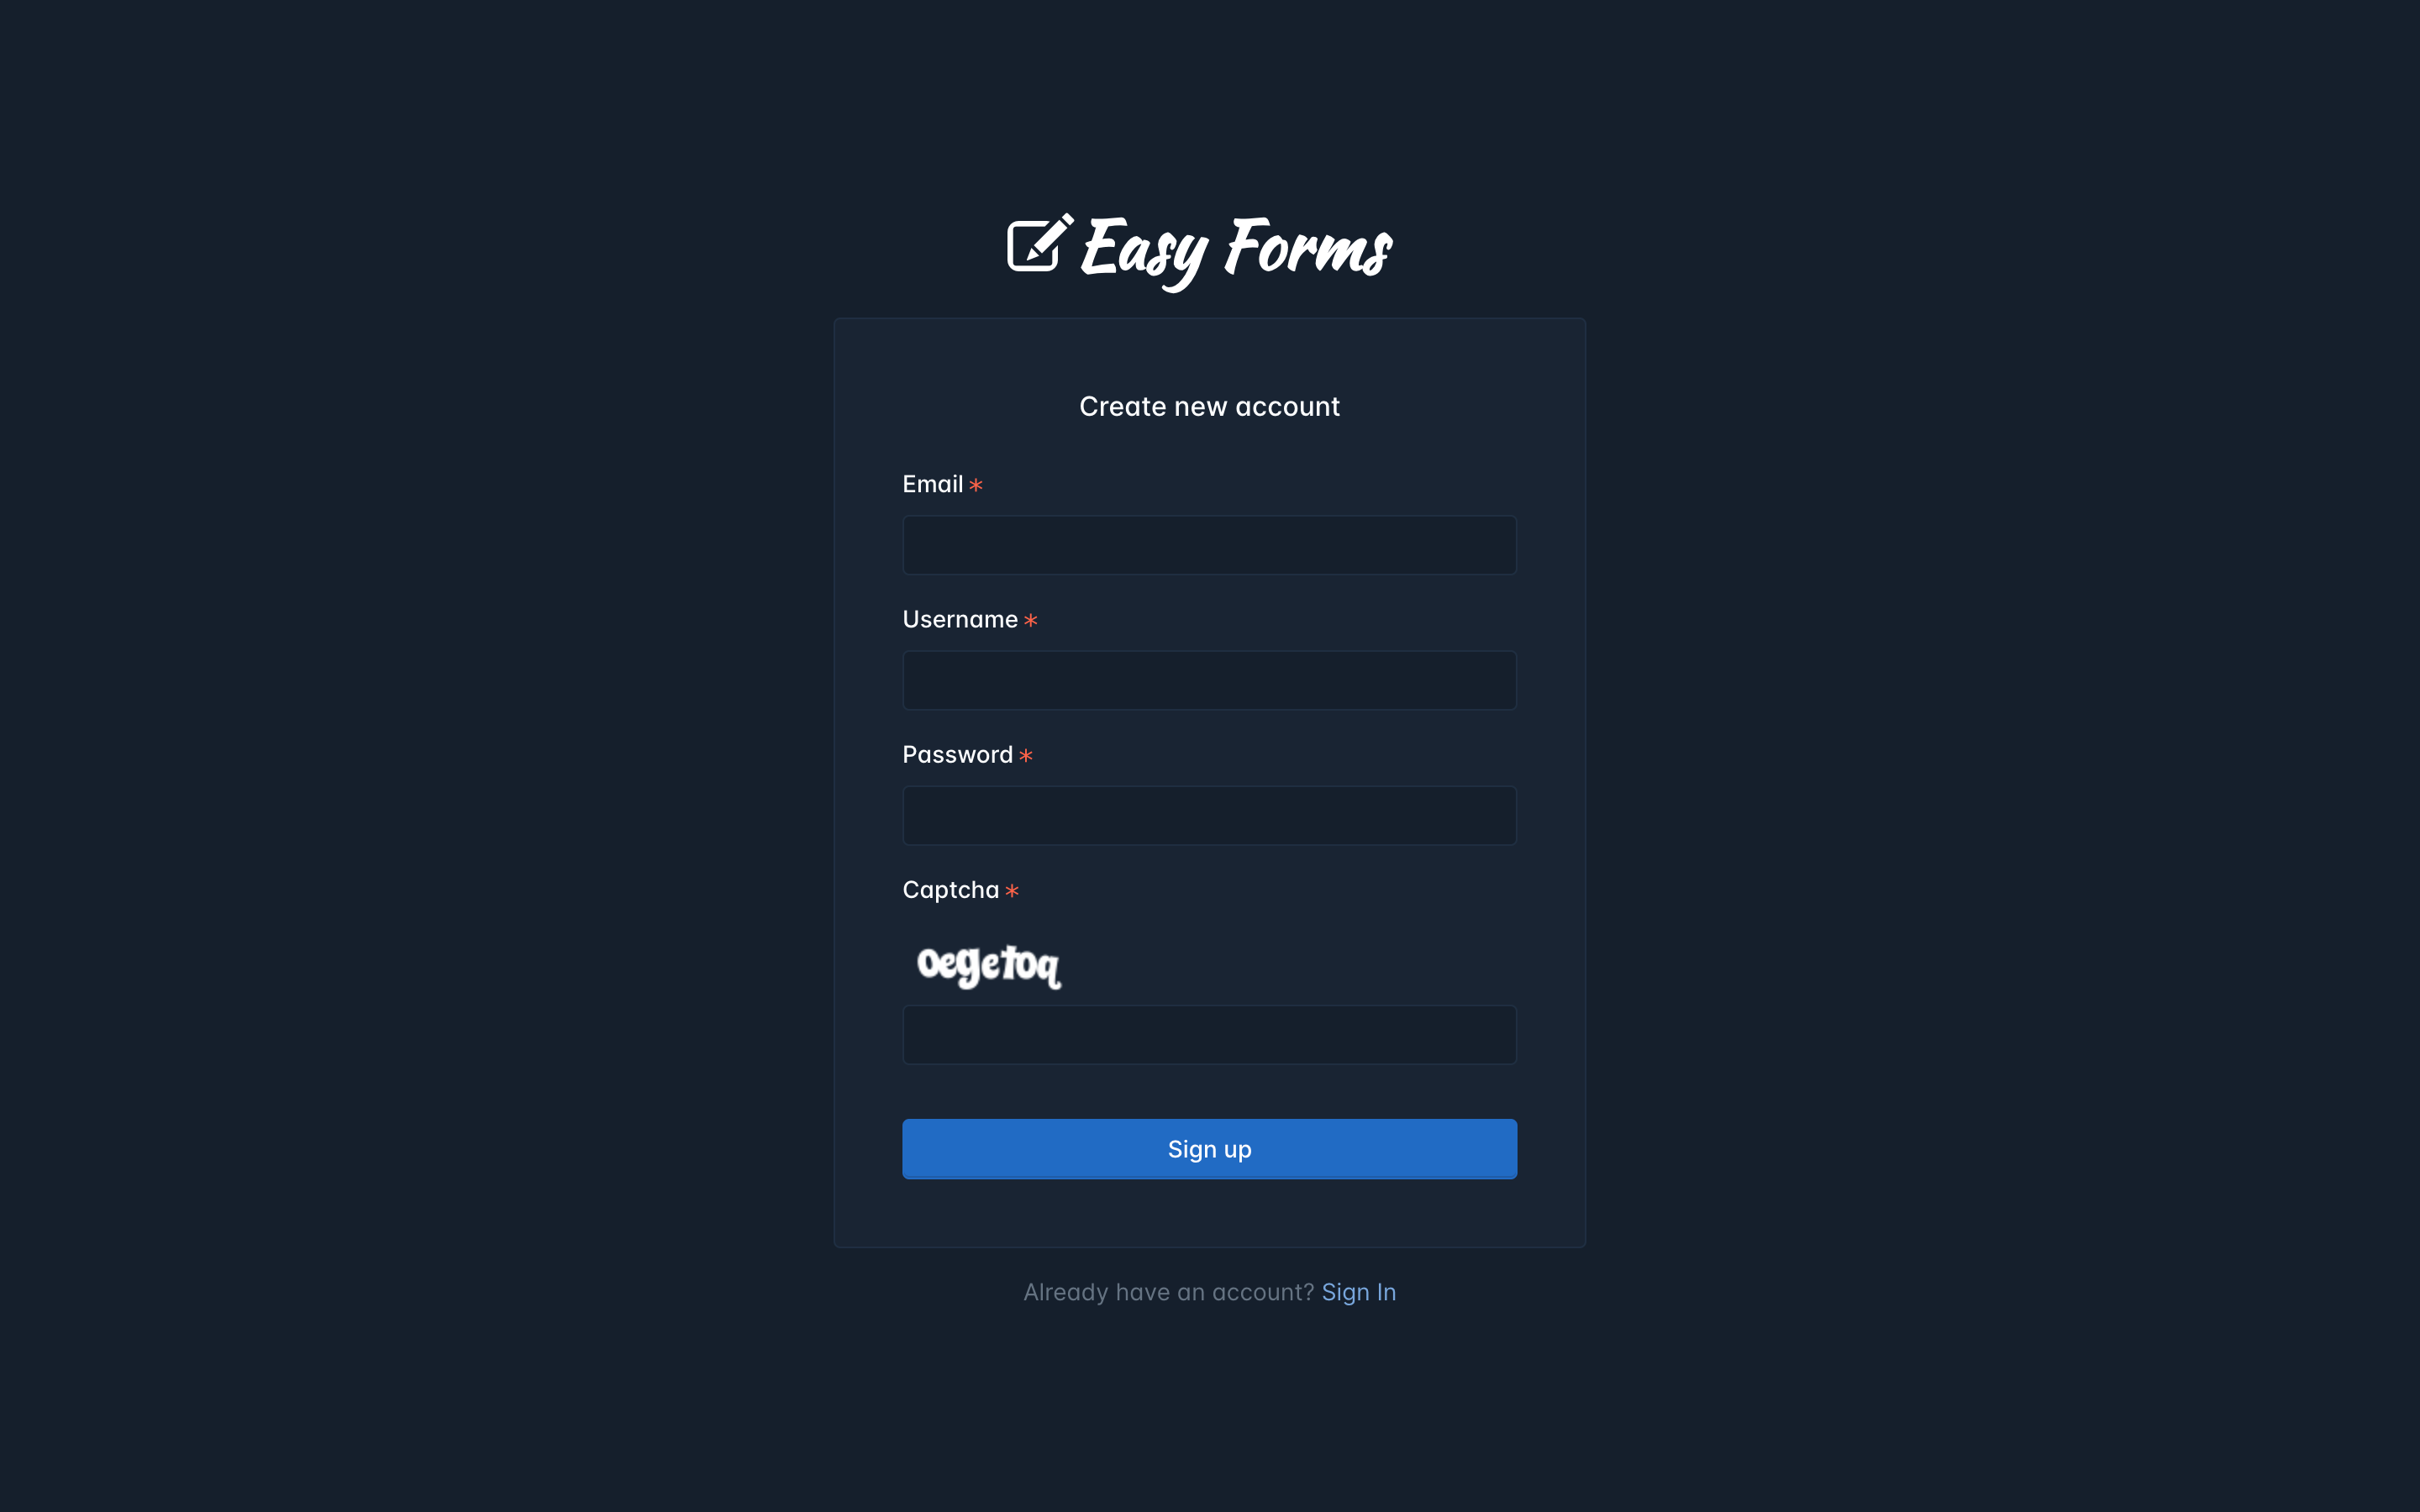 Easy Forms
Create new account
Email *
Username *
Password *
Captcha *
oegetoq
Sign up
Already have an account? Sign In